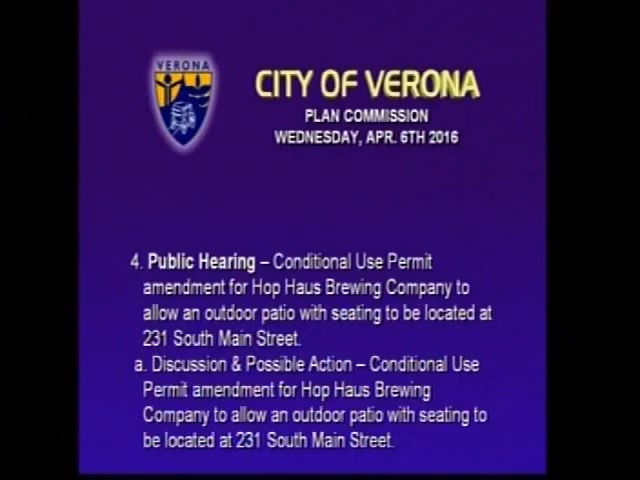 VERONA
CITY OF VERONA
PLAN COMMISSION
WEDNESDAY, APR. 6TH 2016
4. Public Hearing – Conditional Use Permit
amendment for Hop Haus Brewing Company to
allow an outdoor patio with seating to be located at
231 South Main Street.
a. Discussion & Possible Action – Conditional Use
Permit amendment for Hop Haus Brewing
Company to allow an outdoor patio with seating to
be located at 231 South Main Street.